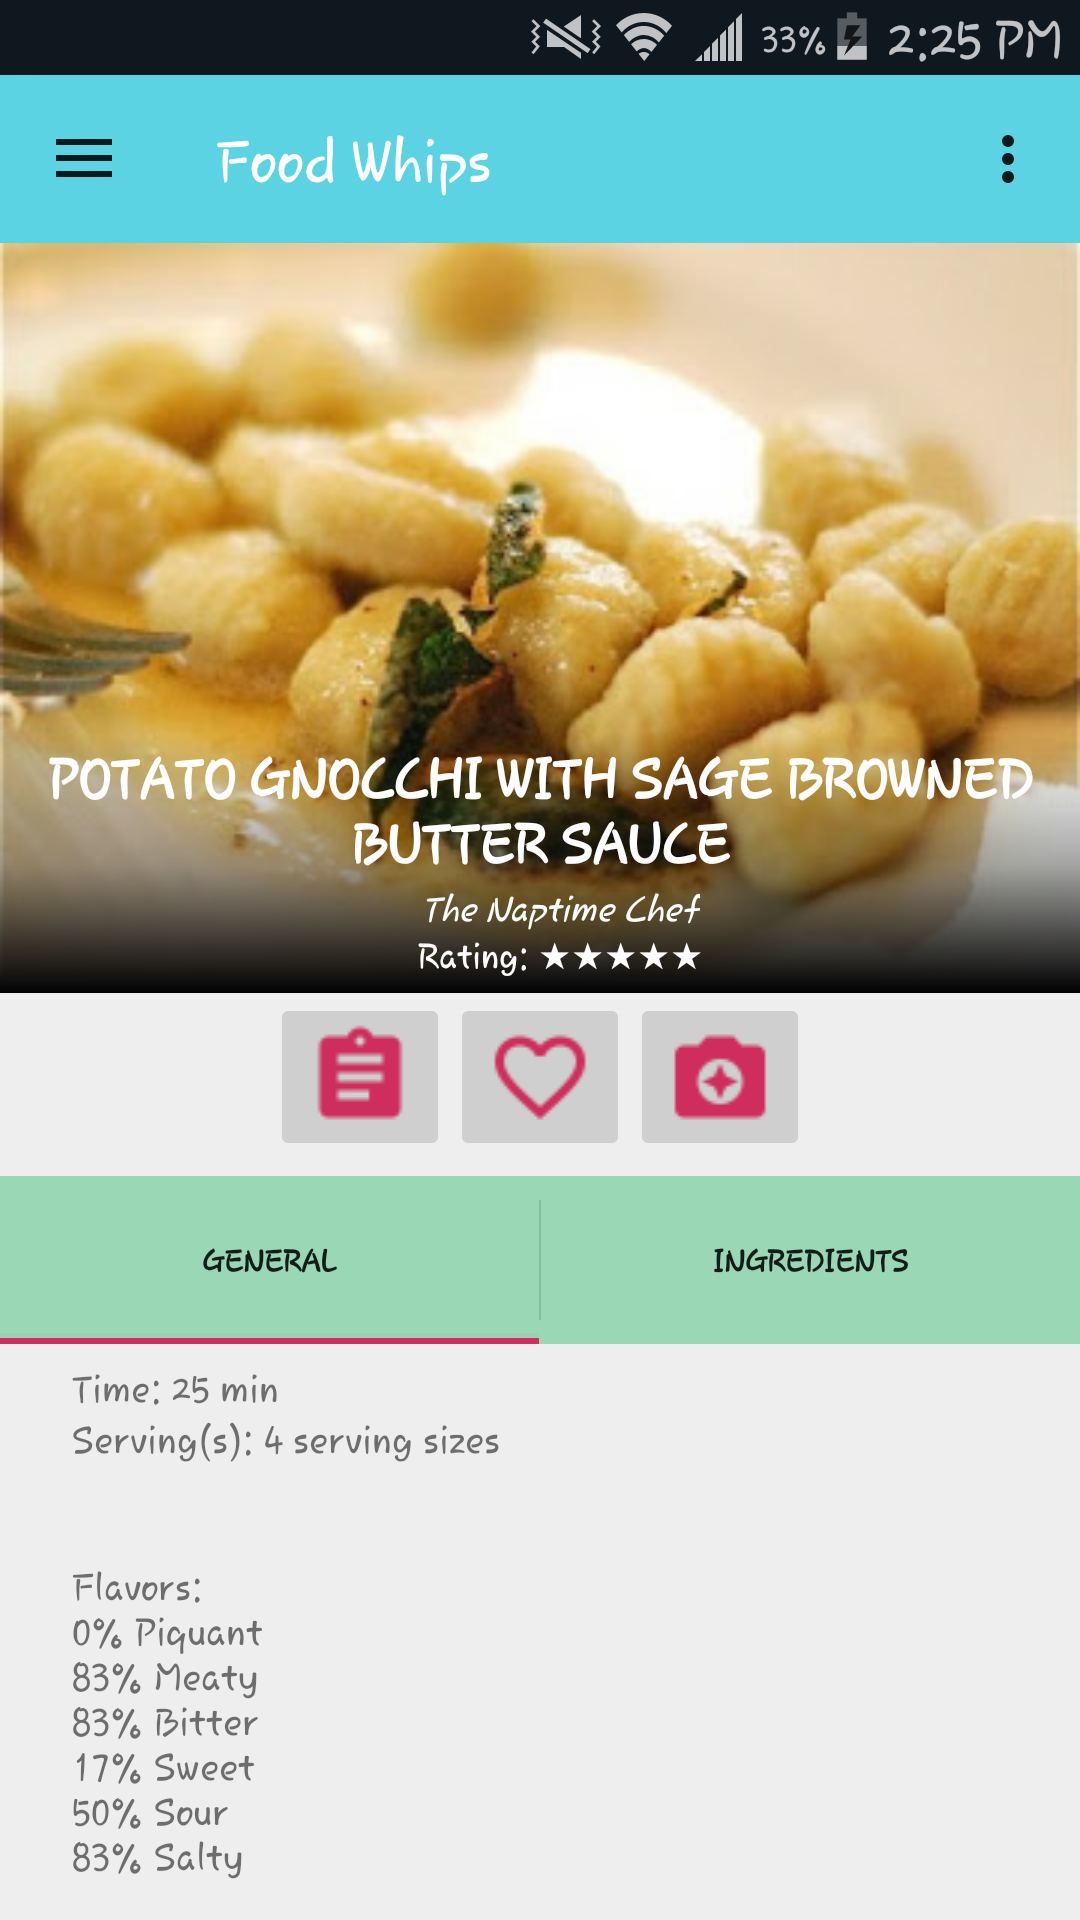 33% 2:25 PM
Food Whips
POTATO GNOCCHI WITH SAGE BROWNED
BUTTER SAUCE
The Naptime Chef
Rating: ★★★★★
GENERAL
INGREDIENTS
Time: 25 min
Serving(s): 4 serving sizes
Flavors:
0% Piquant
83% Meaty
83% Bitter
17% Sweet
50% Sour
83% Salty